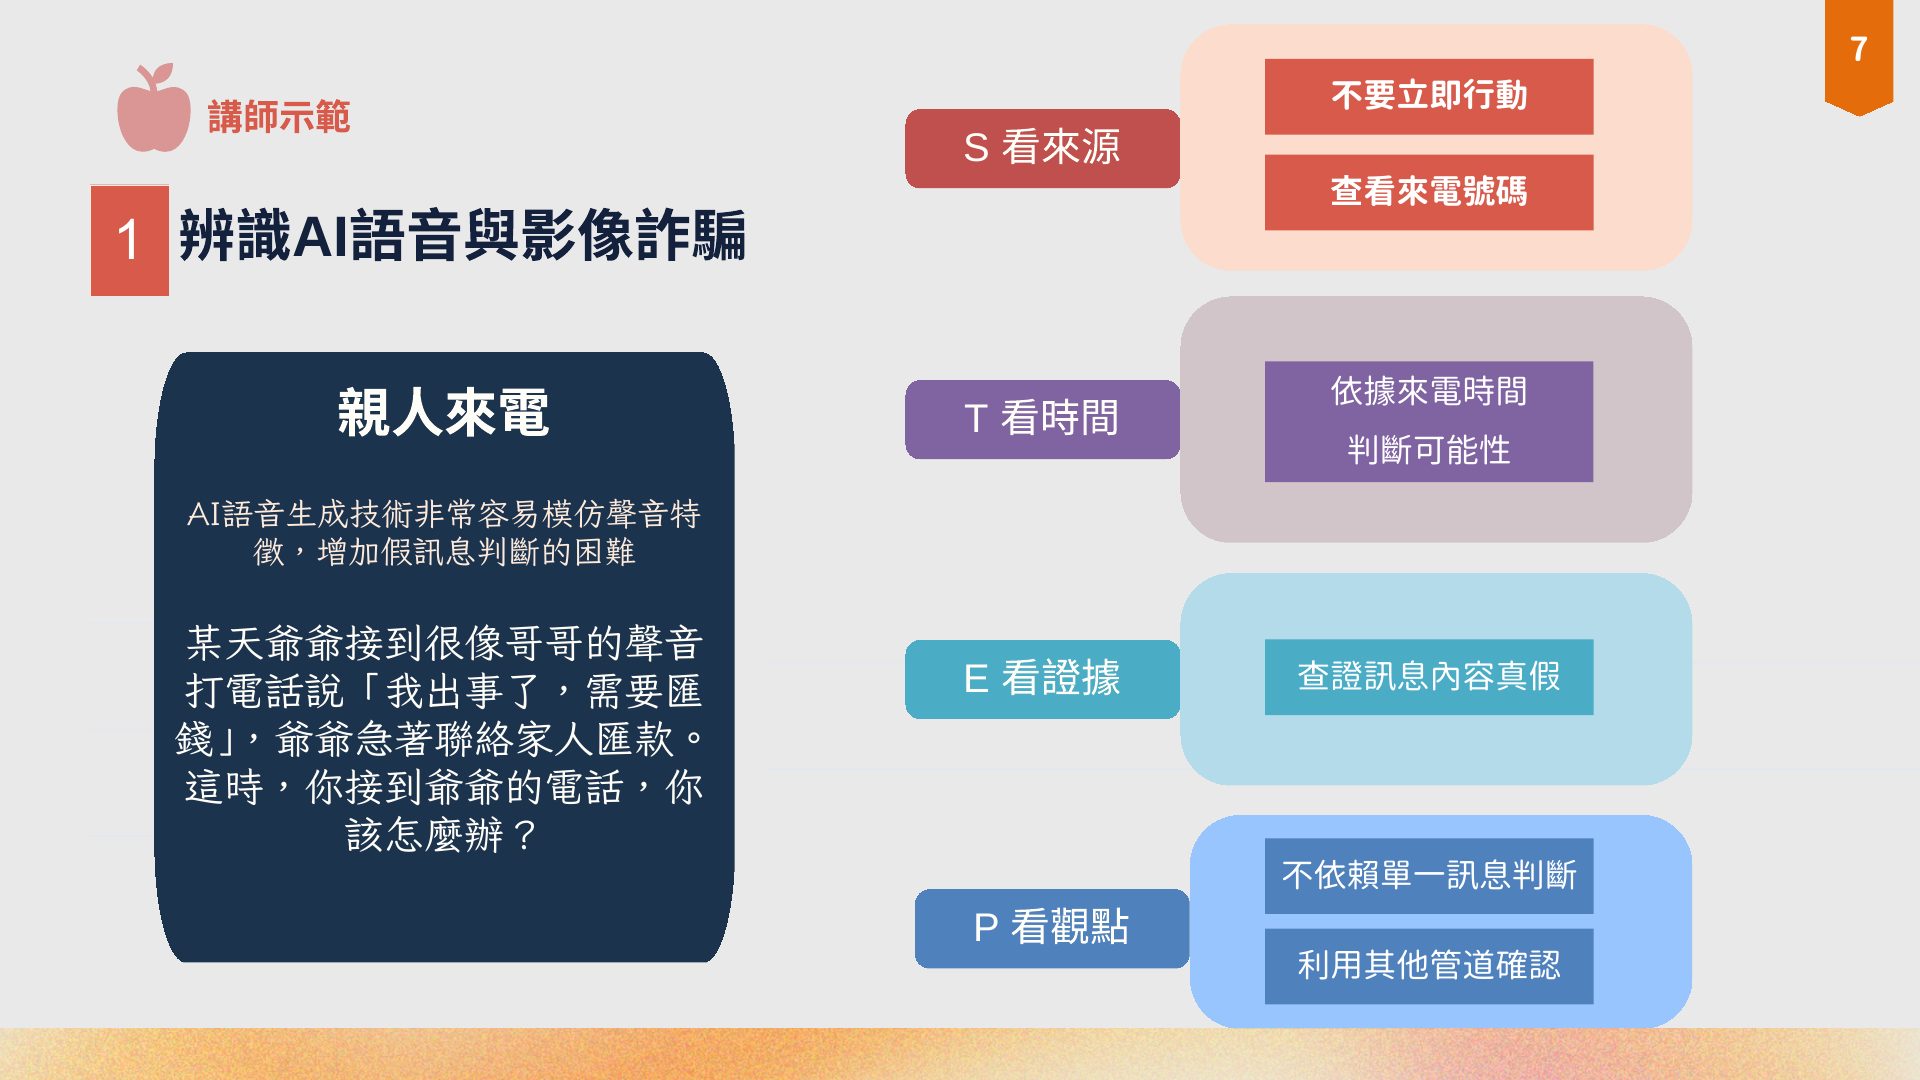 7
講師示範
1
辨識AI語音與影像詐騙
親人來電
AI語音生成技術非常容易模仿聲音特
徵，增加假訊息判斷的困難
某天爺爺接到很像哥哥的聲音
打電話說「我出事了，需要匯
錢」，爺爺急著聯絡家人匯款。
這時，你接到爺爺的電話，你
該怎麼辦？
S 看來源
不要立即行動
查看來電號碼
T 看時間
依據來電時間
判斷可能性
E 看證據
查證訊息內容真假
P 看觀點
不依賴單一訊息判斷
利用其他管道確認